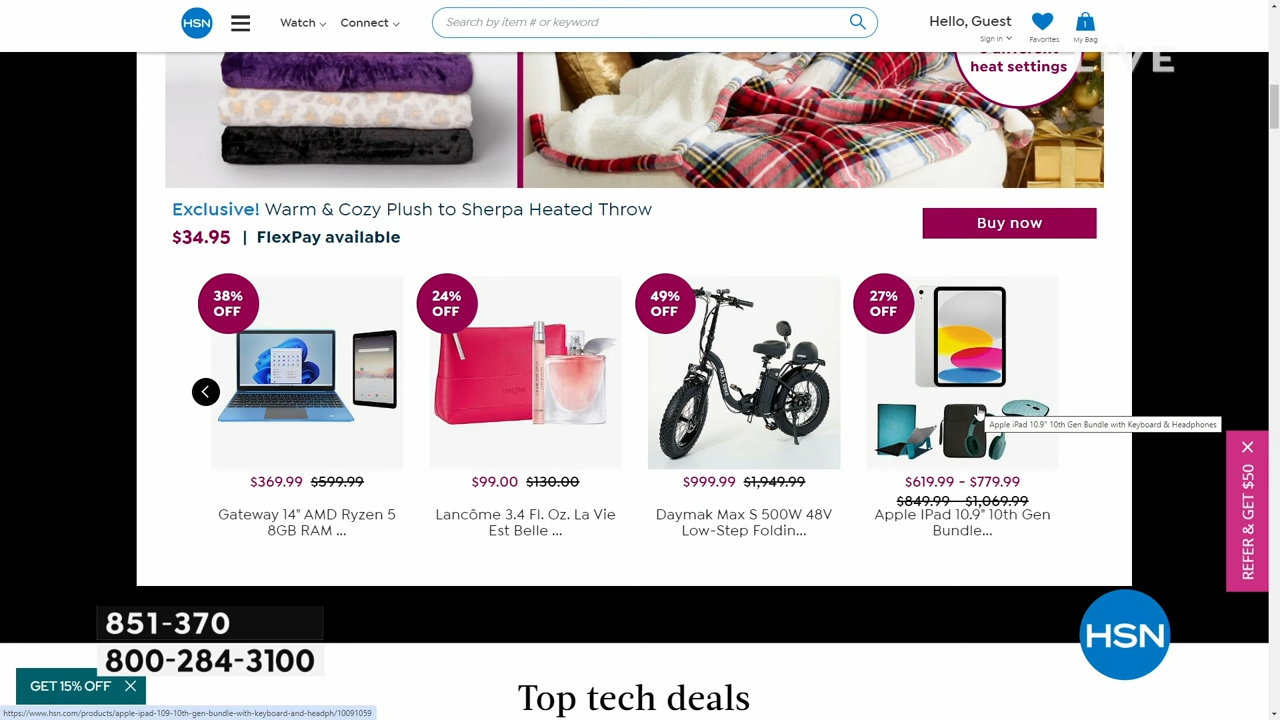 HSN
Watch
Connect
Search by item # or keyword
Hello, Guest
Sign In
Favorites
1
My Bag
LIVE
heat settings
Exclusive! Warm & Cozy Plush to Sherpa Heated Throw
$34.95 | FlexPay available
Buy now
38%
OFF
24%
OFF
49%
OFF
27%
OFF
LANCÔME
Apple iPad 10.9" 10th Gen Bundle with Keyboard & Headphones
$369.99 $599.99
Gateway 14" AMD Ryzen 5
8GB RAM ...
$99.00 $130.00
Lancôme 3.4 Fl. Oz. La Vie
Est Belle ...
$999.99 $1,949.99
Daymak Max S 500W 48V
Low-Step Foldin...
$619.99 - $779.99
$849.99 - $1,069.99
Apple IPad 10.9" 10th Gen
Bundle...
REFER & GET $50
851-370
800-284-3100
HSN
GET 15% OFF
Top tech deals
https://www.hsn.com/products/apple-ipad-109-10th-gen-bundle-with-keyboard-and-headph/10091059